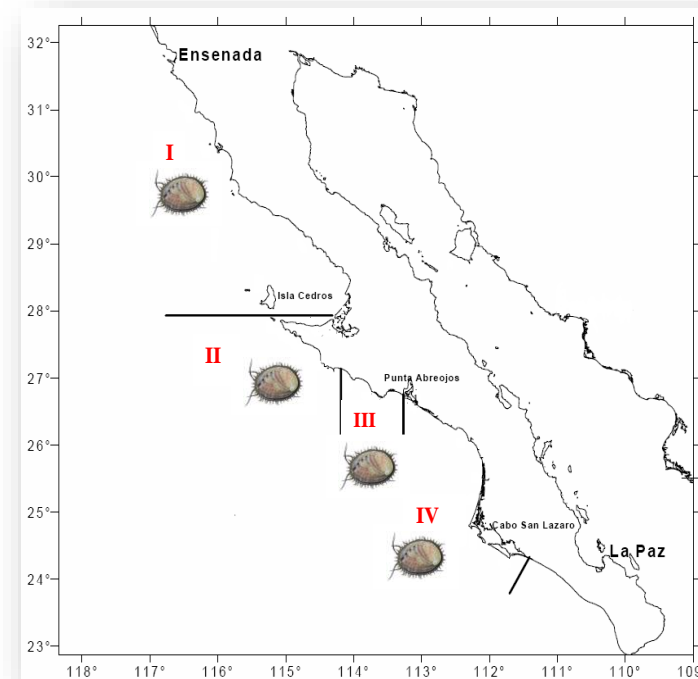 32°
Ensenada
31°
I
30°
29°
Isla Cedros
28°
II
27°
Punta Abreojos
III
26°
25°
IV
Cabo San Lazaro
La Paz
24°
23°
118° 117° 116° 115° 114° 113° 112° 111° 110° 109